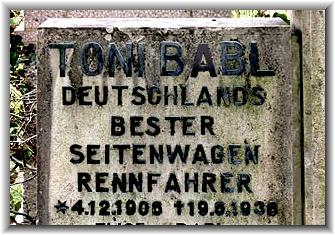 TONI BABL
DEUTSCHLANDS
BESTER
SEITENWAGEN
RENNFAHRER
*4.12.1908 †19.6.1938